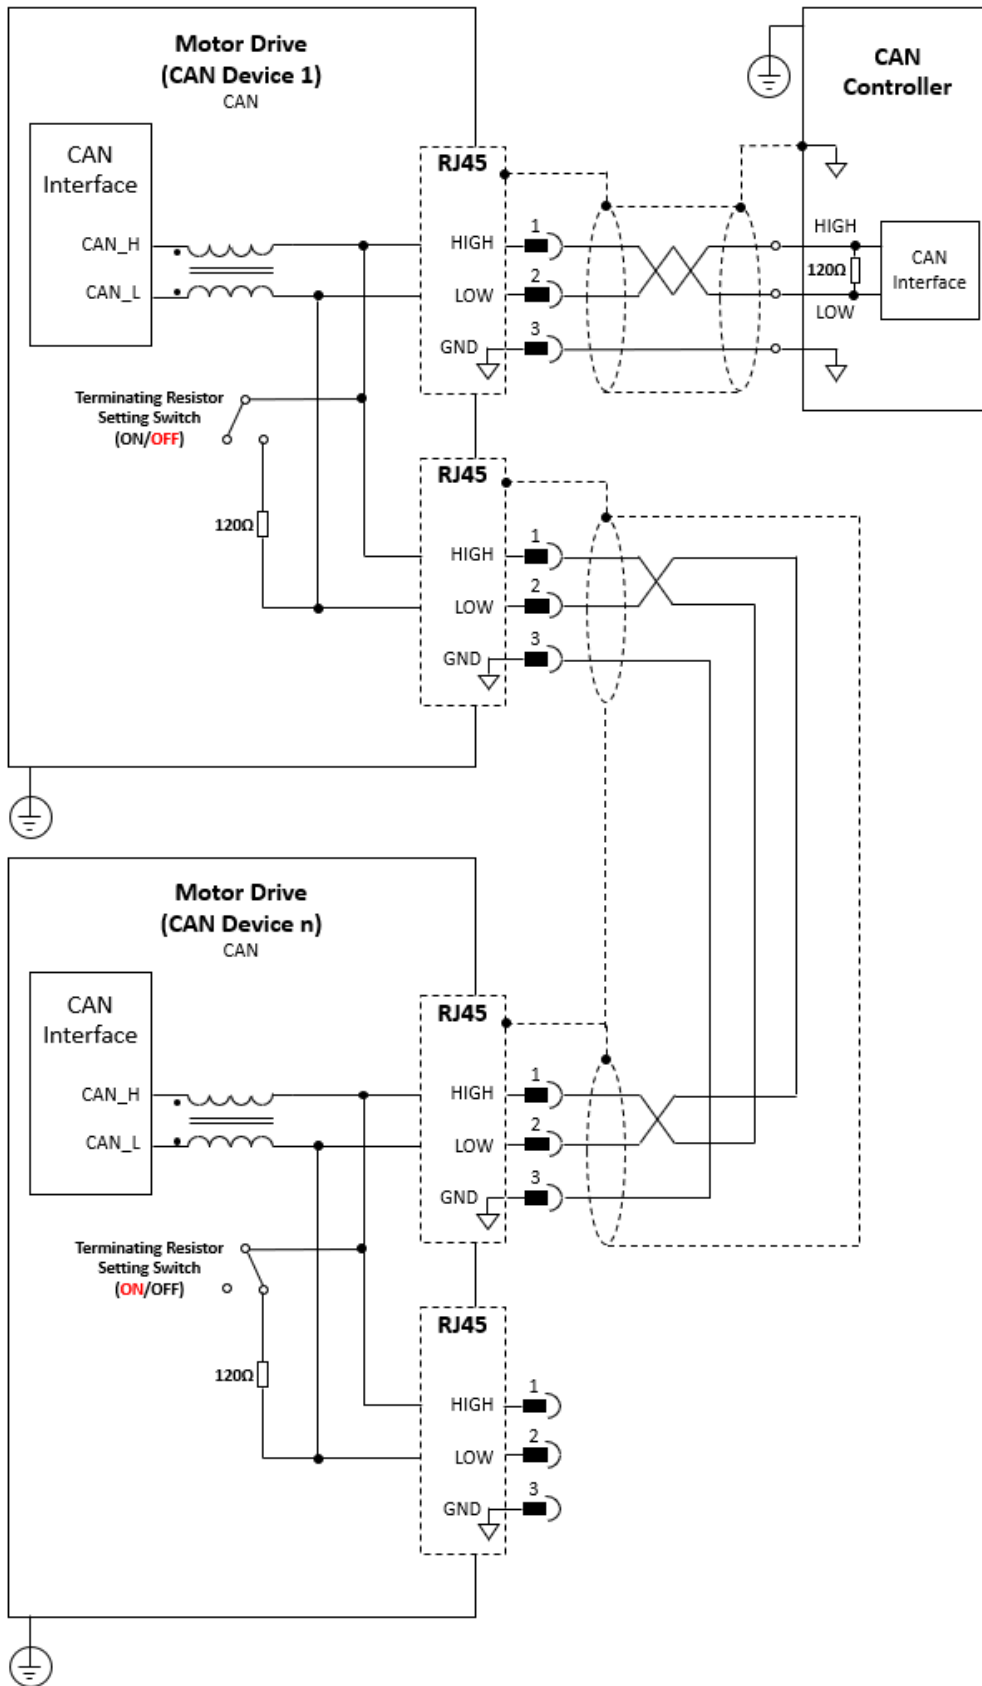 Motor Drive
(CAN Device 1)
CAN
CAN
Interface
CAN_H
CAN_L
Terminating Resistor
Setting Switch
(ON/OFF)
120Ω
RJ45
HIGH
LOW
GND
1
2
3
RJ45
HIGH
LOW
GND
1
2
3
CAN
Controller
HIGH
120Ω
LOW
CAN
Interface
Motor Drive
(CAN Device n)
CAN
CAN
Interface
CAN_H
CAN_L
Terminating Resistor
Setting Switch
(ON/OFF)
120Ω
RJ45
HIGH
LOW
GND
1
2
3
RJ45
HIGH
LOW
GND
1
2
3